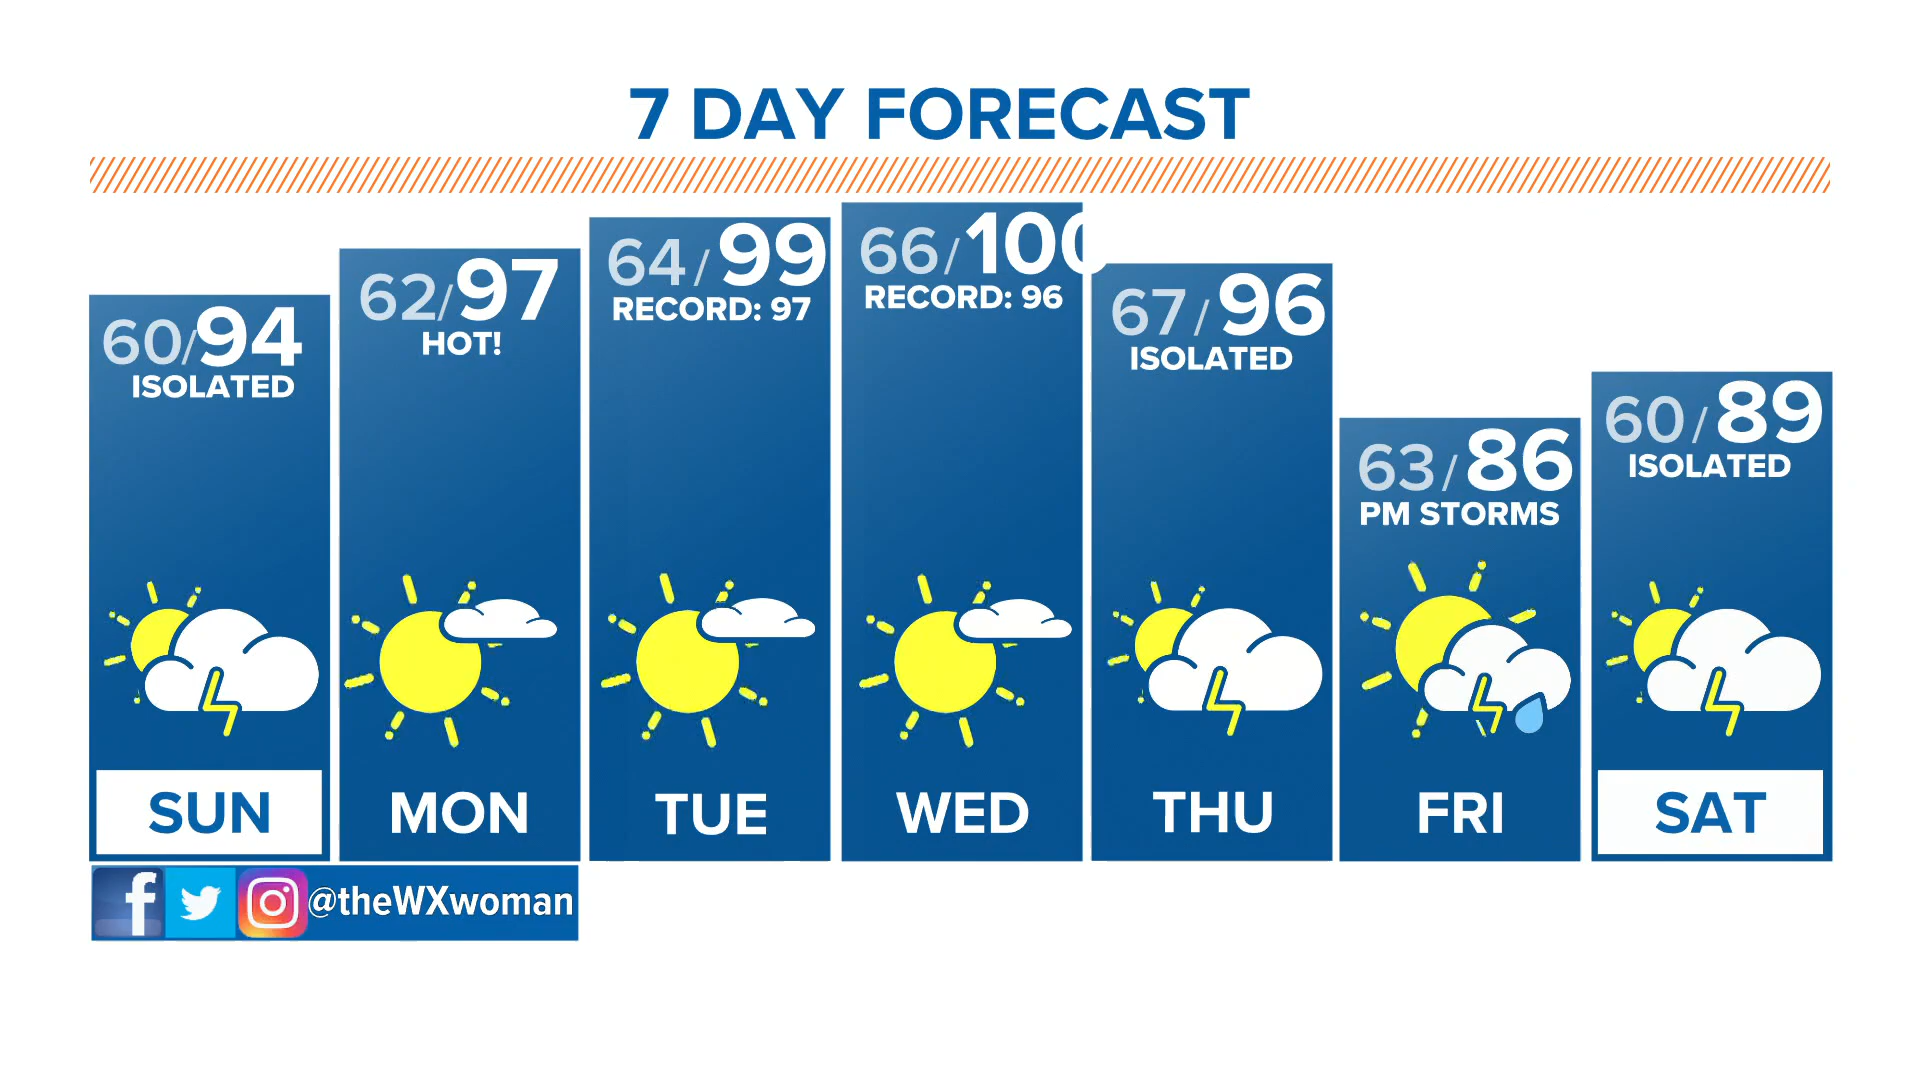 7 DAY FORECAST
60/94
ISOLATED
SUN
62/97
HOT!
MON
64/99
RECORD: 97
TUE
66/100
RECORD: 96
WED
67/96
ISOLATED
THU
63/86
PM STORMS
FRI
60/89
ISOLATED
SAT
@theWXwoman